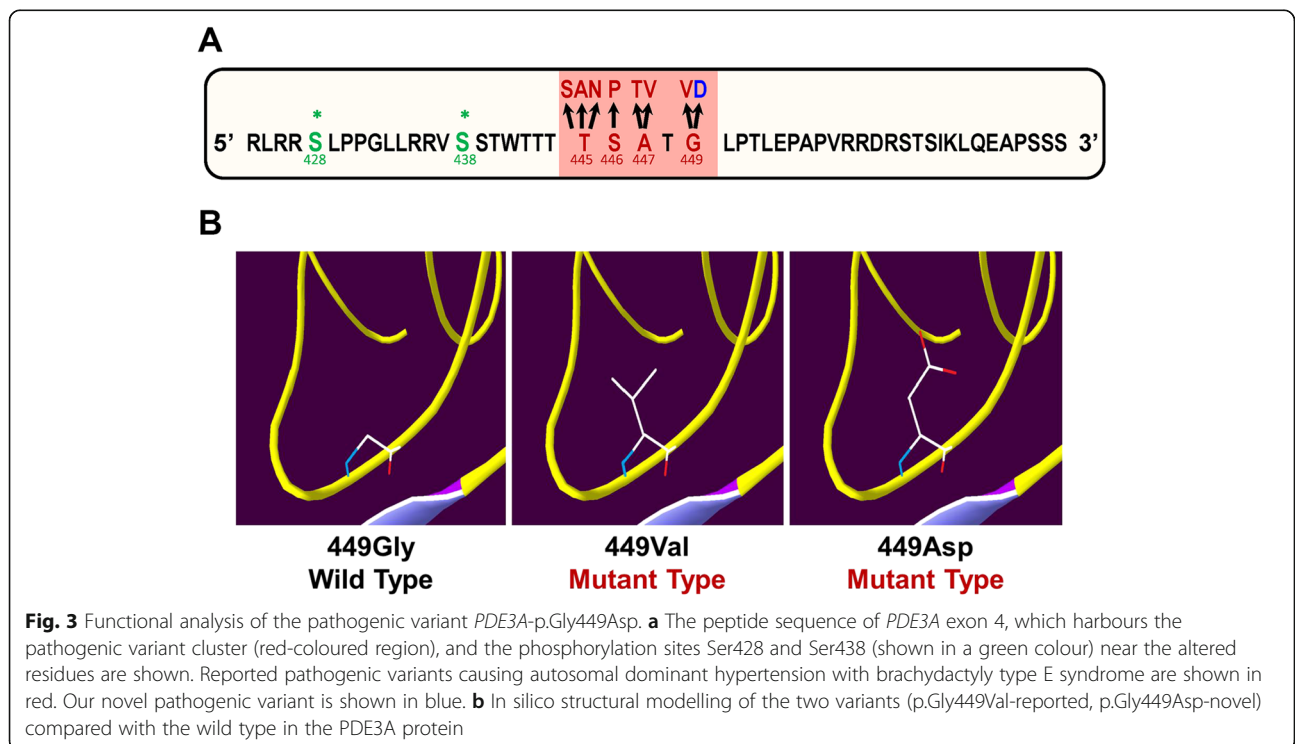 A
SAN P TV VD
* *
5’ RLRR S LPPGLLRRV S STWTTT T S A T G LPTLEPAPVRRDRSTSIKLQEAPSSS 3’
428 438 445 446 447 449
B
449Gly 449Val 449Asp
Wild Type Mutant Type Mutant Type
Fig. 3 Functional analysis of the pathogenic variant PDE3A-p.Gly449Asp. a The peptide sequence of PDE3A exon 4, which harbours the
pathogenic variant cluster (red-coloured region), and the phosphorylation sites Ser428 and Ser438 (shown in a green colour) near the altered
residues are shown. Reported pathogenic variants causing autosomal dominant hypertension with brachydactyly type E syndrome are shown in
red. Our novel pathogenic variant is shown in blue. b In silico structural modelling of the two variants (p.Gly449Val-reported, p.Gly449Asp-novel)
compared with the wild type in the PDE3A protein